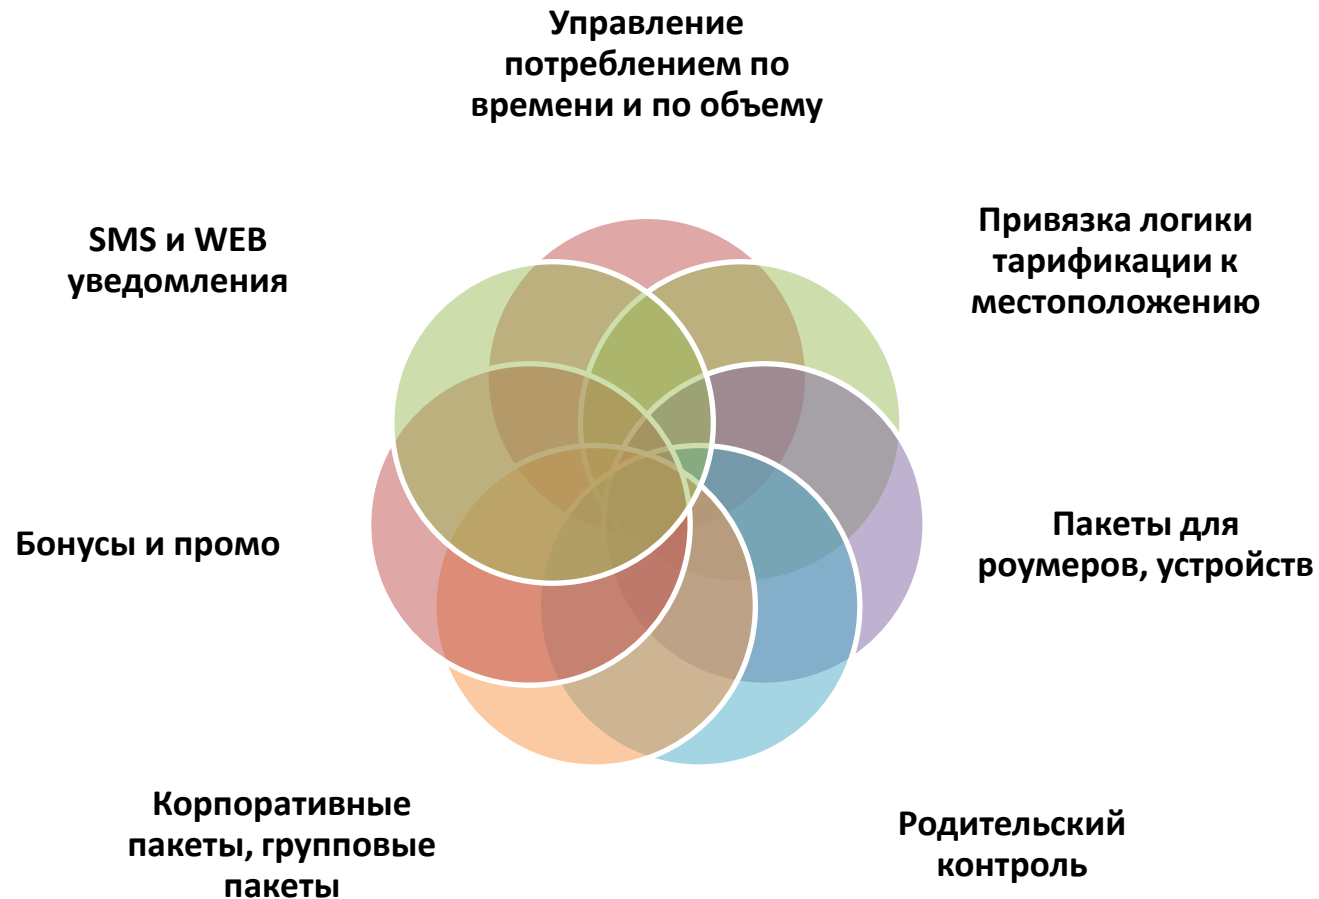 Управление
потреблением по
времени и по объему
Привязка логики
тарификации к
местоположению
SMS и WEB
уведомления
Пакеты для
роумеров, устройств
Бонусы и промо
Корпоративные
пакеты, групповые
пакеты
Родительский
контроль